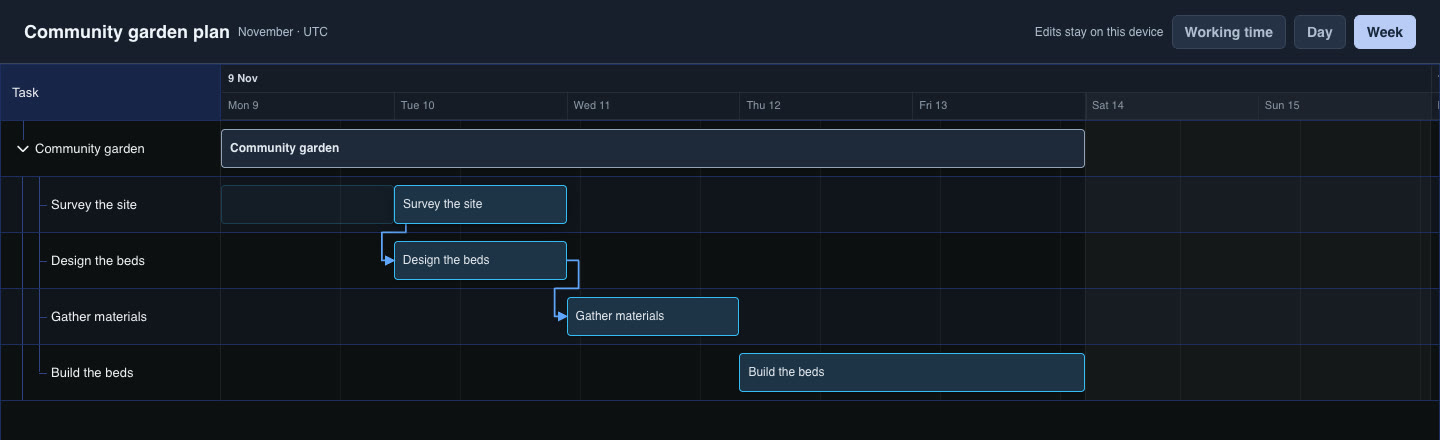 Community garden plan November · UTC
Edits stay on this device
Working time
Day
Week
Task
9 Nov
Mon 9
Tue 10
Wed 11
Thu 12
Fri 13
Sat 14
Sun 15
Community garden
Community garden
Survey the site
Survey the site
Design the beds
Design the beds
Gather materials
Gather materials
Build the beds
Build the beds